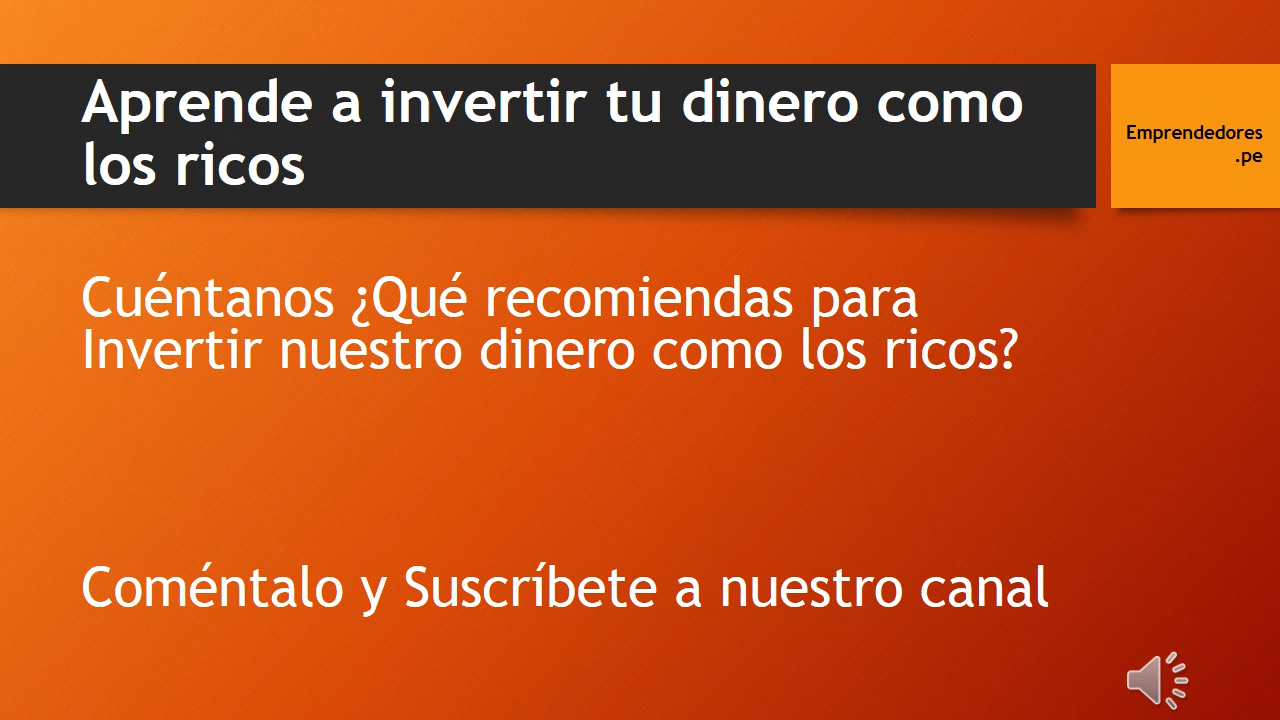 Aprende a invertir tu dinero como
los ricos
Emprendedores
.pe
Cuéntanos ¿Qué recomiendas para
Invertir nuestro dinero como los ricos?
Coméntalo y Suscríbete a nuestro canal